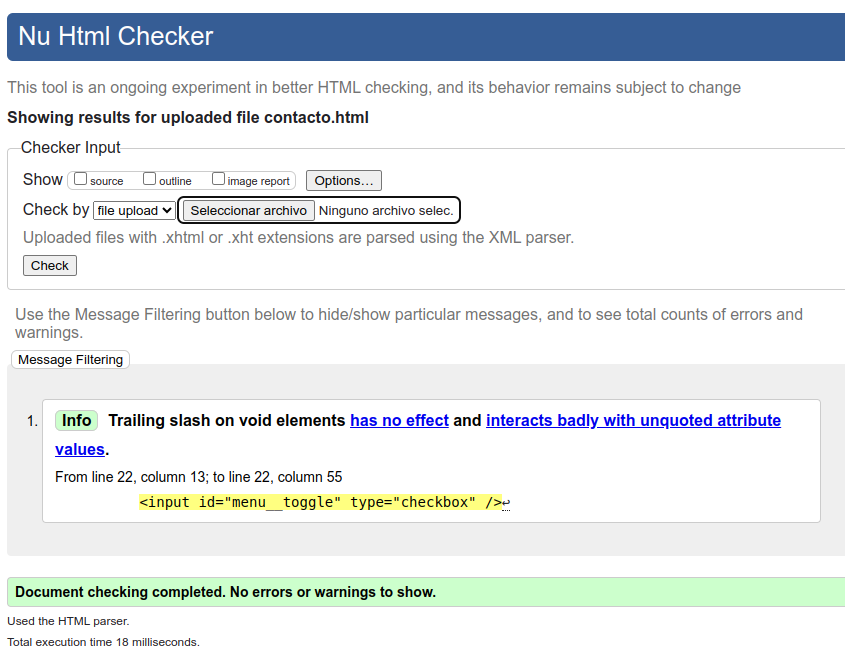 Nu Html Checker
This tool is an ongoing experiment in better HTML checking, and its behavior remains subject to change
Showing results for uploaded file contacto.html
Checker Input
Show source outline image report Options…
Check by file upload Seleccionar archivo Ninguno archivo selec.
Uploaded files with .xhtml or .xht extensions are parsed using the XML parser.
Check
Use the Message Filtering button below to hide/show particular messages, and to see total counts of errors and
warnings.
Message Filtering
1. Info Trailing slash on void elements has no effect and interacts badly with unquoted attribute
values.
From line 22, column 13; to line 22, column 55
<input id="menu__toggle" type="checkbox" />↩
Document checking completed. No errors or warnings to show.
Used the HTML parser.
Total execution time 18 milliseconds.